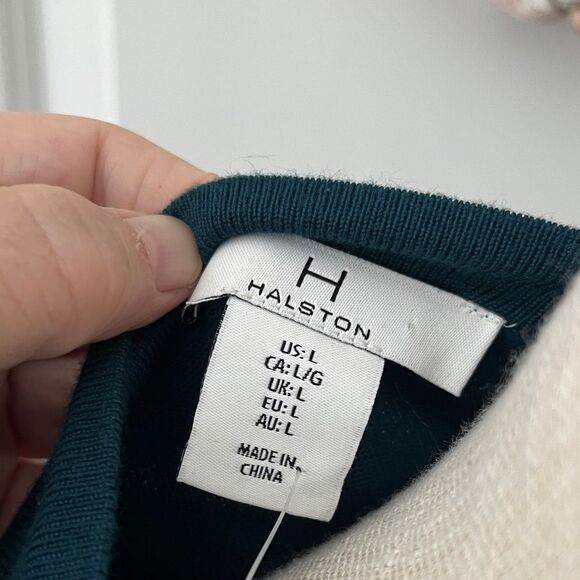 H
HALSTON
US: L
CA: L/G
UK: L
EU: L
AU: L
MADE IN
CHINA